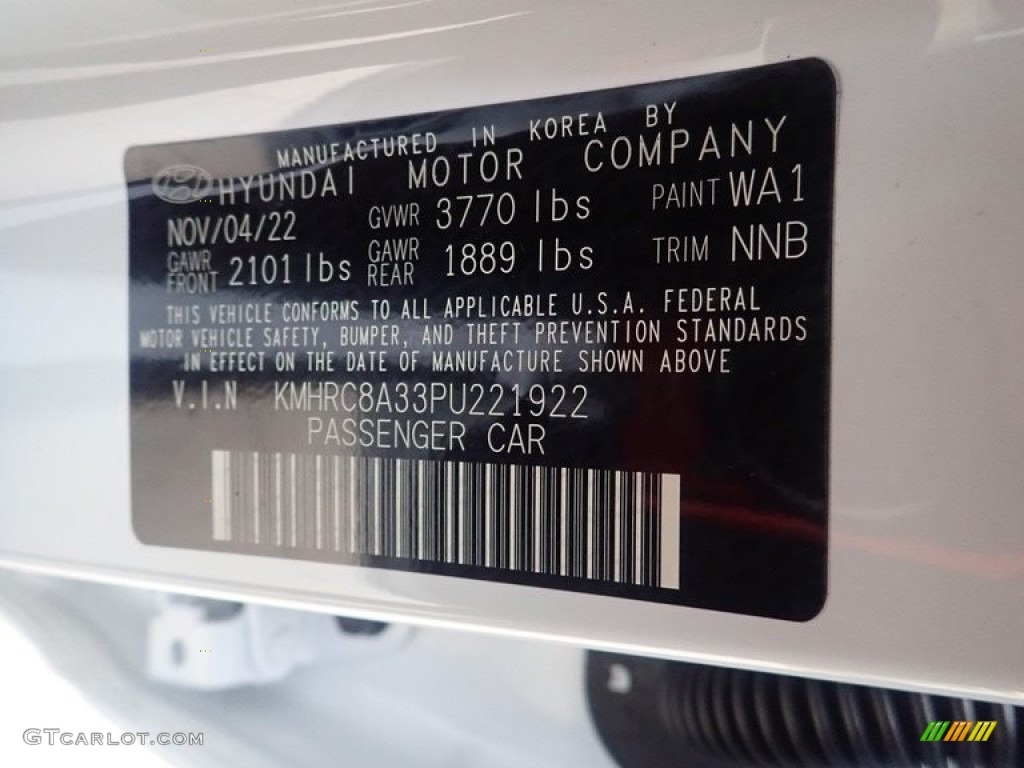 MANUFACTURED IN KOREA BY
HYUNDAI MOTOR COMPANY
NOV/04/22 GVWR 3770 lbs PAINT WA1
GAWR FRONT 2101 lbs GAWR REAR 1889 lbs TRIM NNB
THIS VEHICLE CONFORMS TO ALL APPLICABLE U.S.A. FEDERAL
MOTOR VEHICLE SAFETY, BUMPER, AND THEFT PREVENTION STANDARDS
IN EFFECT ON THE DATE OF MANUFACTURE SHOWN ABOVE
V.I.N KMHRC8A33PU221922
PASSENGER CAR
GTCARLOT.COM